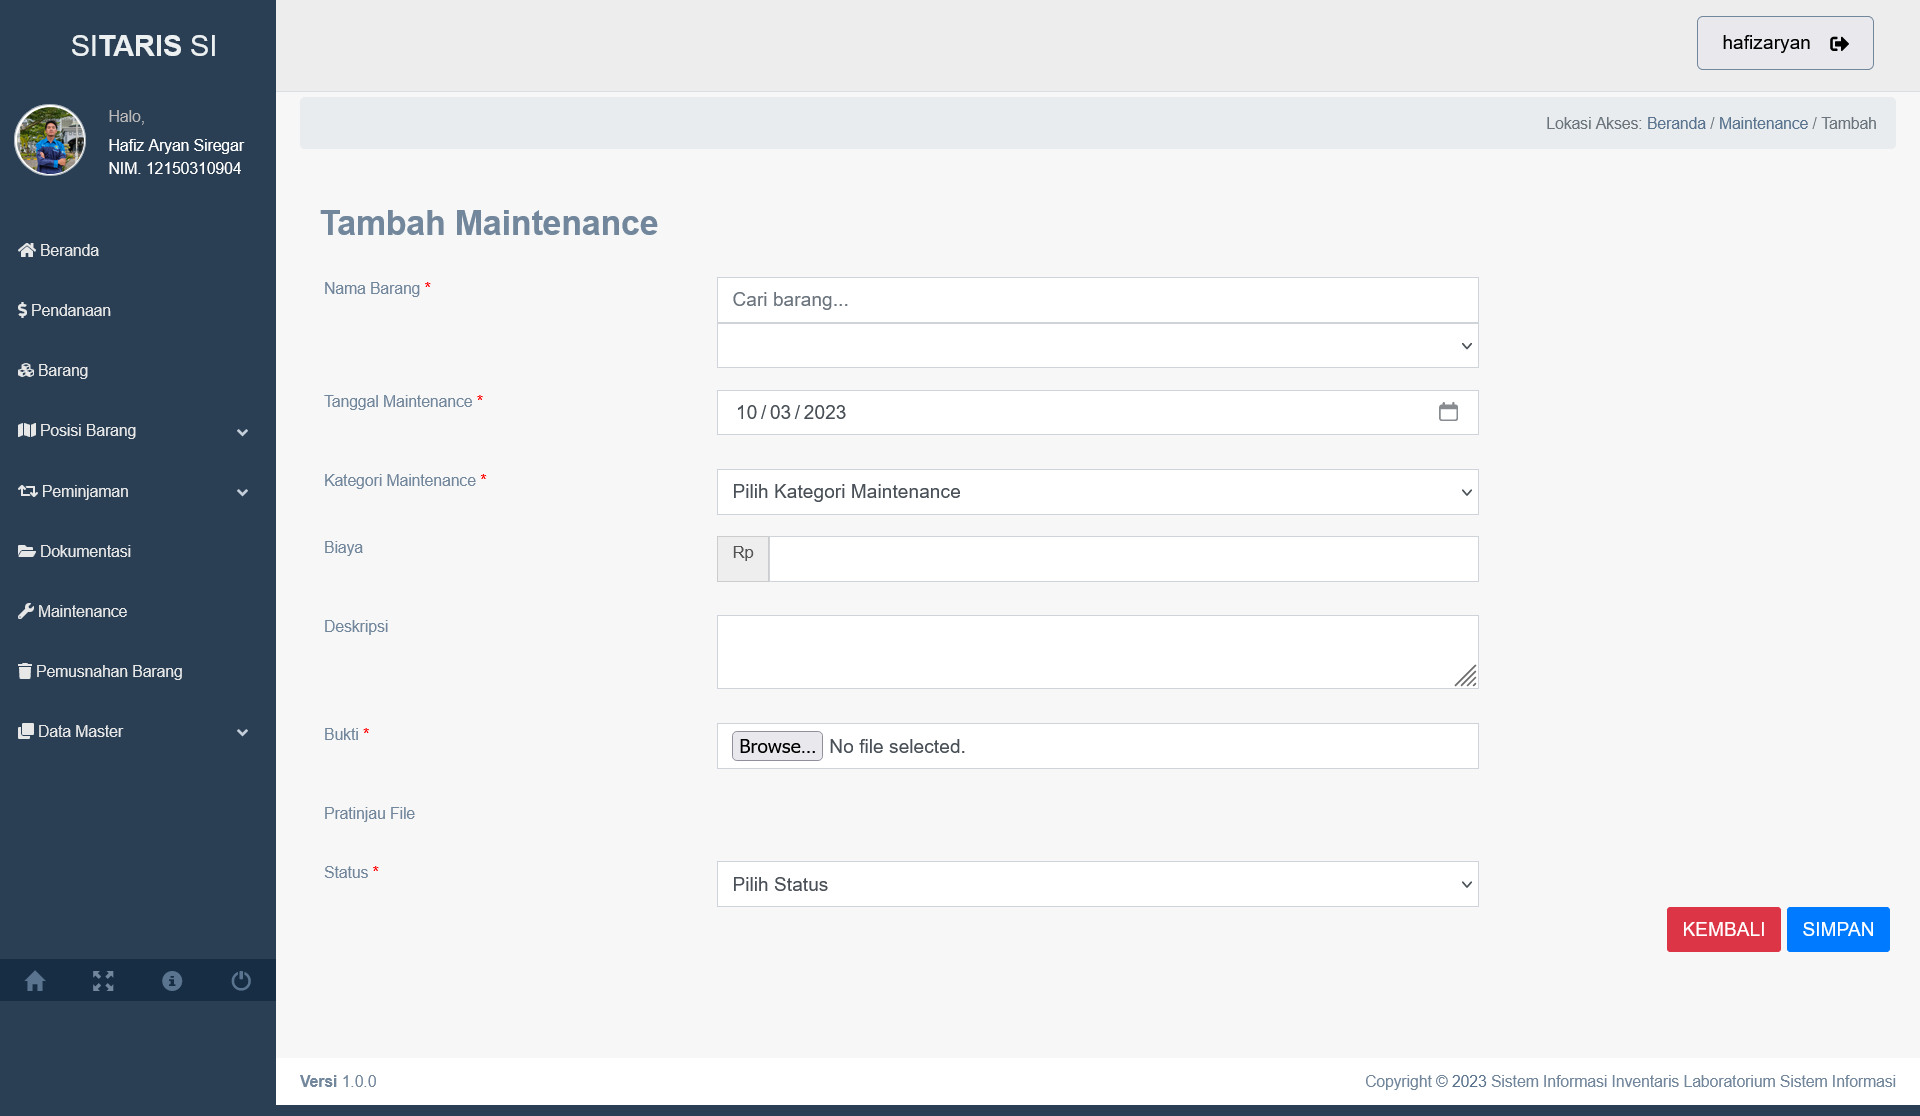 SITARIS SI
Halo,
Hafiz Aryan Siregar
NIM. 12150310904
Beranda
Pendanaan
Barang
Posisi Barang
Peminjaman
Dokumentasi
Maintenance
Pemusnahan Barang
Data Master
hafizaryan
Lokasi Akses: Beranda / Maintenance / Tambah
Tambah Maintenance
Nama Barang *
Cari barang...
Tanggal Maintenance *
10 / 03 / 2023
Kategori Maintenance *
Pilih Kategori Maintenance
Biaya
Rp
Deskripsi
Bukti *
Browse... No file selected.
Pratinjau File
Status *
Pilih Status
KEMBALI SIMPAN
Versi 1.0.0
Copyright © 2023 Sistem Informasi Inventaris Laboratorium Sistem Informasi